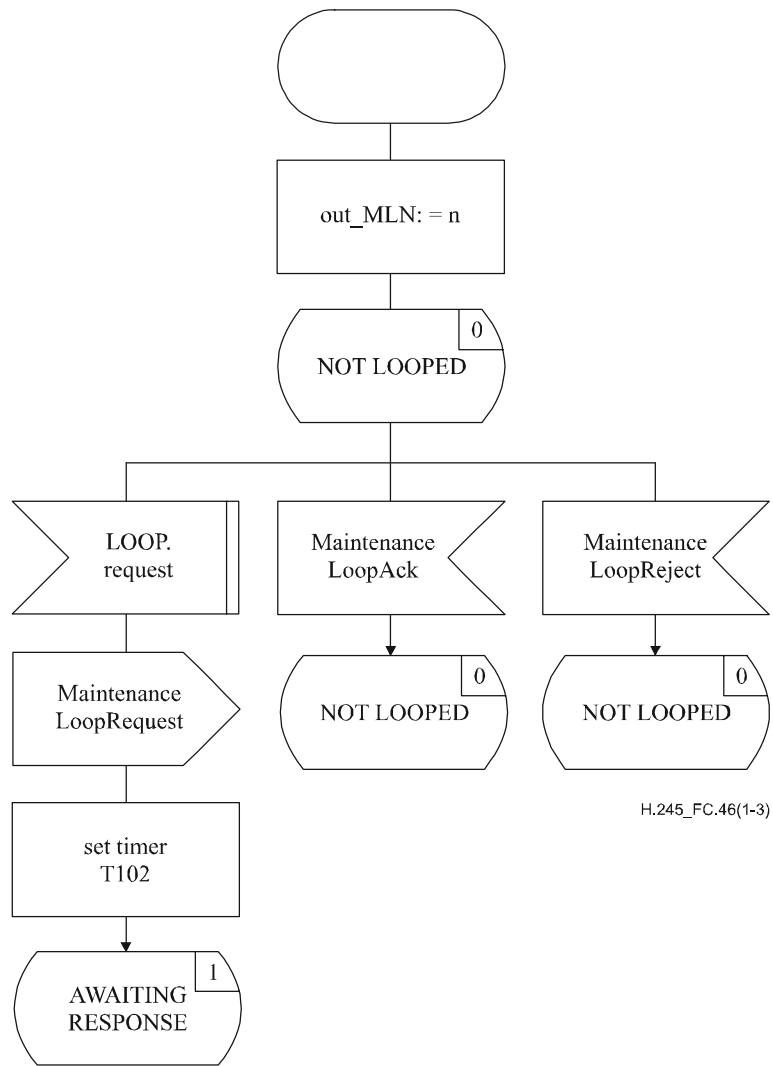 out_MLN: = n
0
NOT LOOPED
LOOP.
request
Maintenance
LoopAck
Maintenance
LoopReject
Maintenance
LoopRequest
0
NOT LOOPED
0
NOT LOOPED
H.245_FC.46(1-3)
set timer
T102
1
AWAITING
RESPONSE